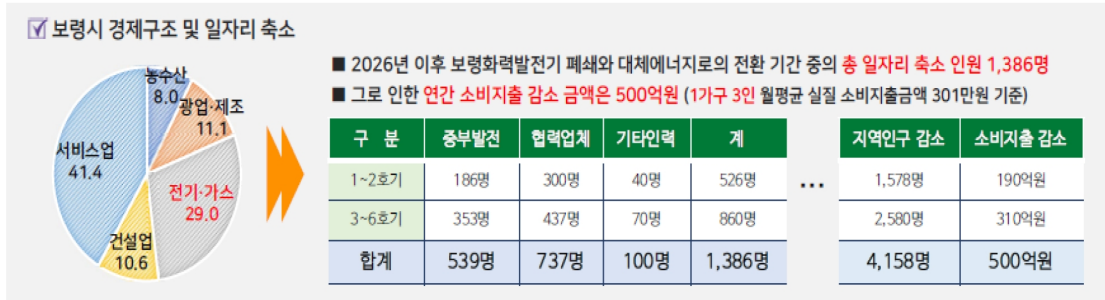 보령시 경제구조 및 일자리 축소
농수산
8.0
광업·제조
11.1
서비스업
41.4
전기·가스
29.0
건설업
10.6
■ 2026년 이후 보령화력발전기 폐쇄와 대체에너지로의 전환 기간 중의 총 일자리 축소 인원 1,386명
■ 그로 인한 연간 소비지출 감소 금액은 500억원 (1가구 3인 월평균 실질 소비지출금액 301만원 기준)
구 분 중부발전 협력업체 기타인력 계 지역인구 감소 소비지출 감소
1~2호기 186명 300명 40명 526명 ... 1,578명 190억원
3~6호기 353명 437명 70명 860명 2,580명 310억원
합계 539명 737명 100명 1,386명 4,158명 500억원